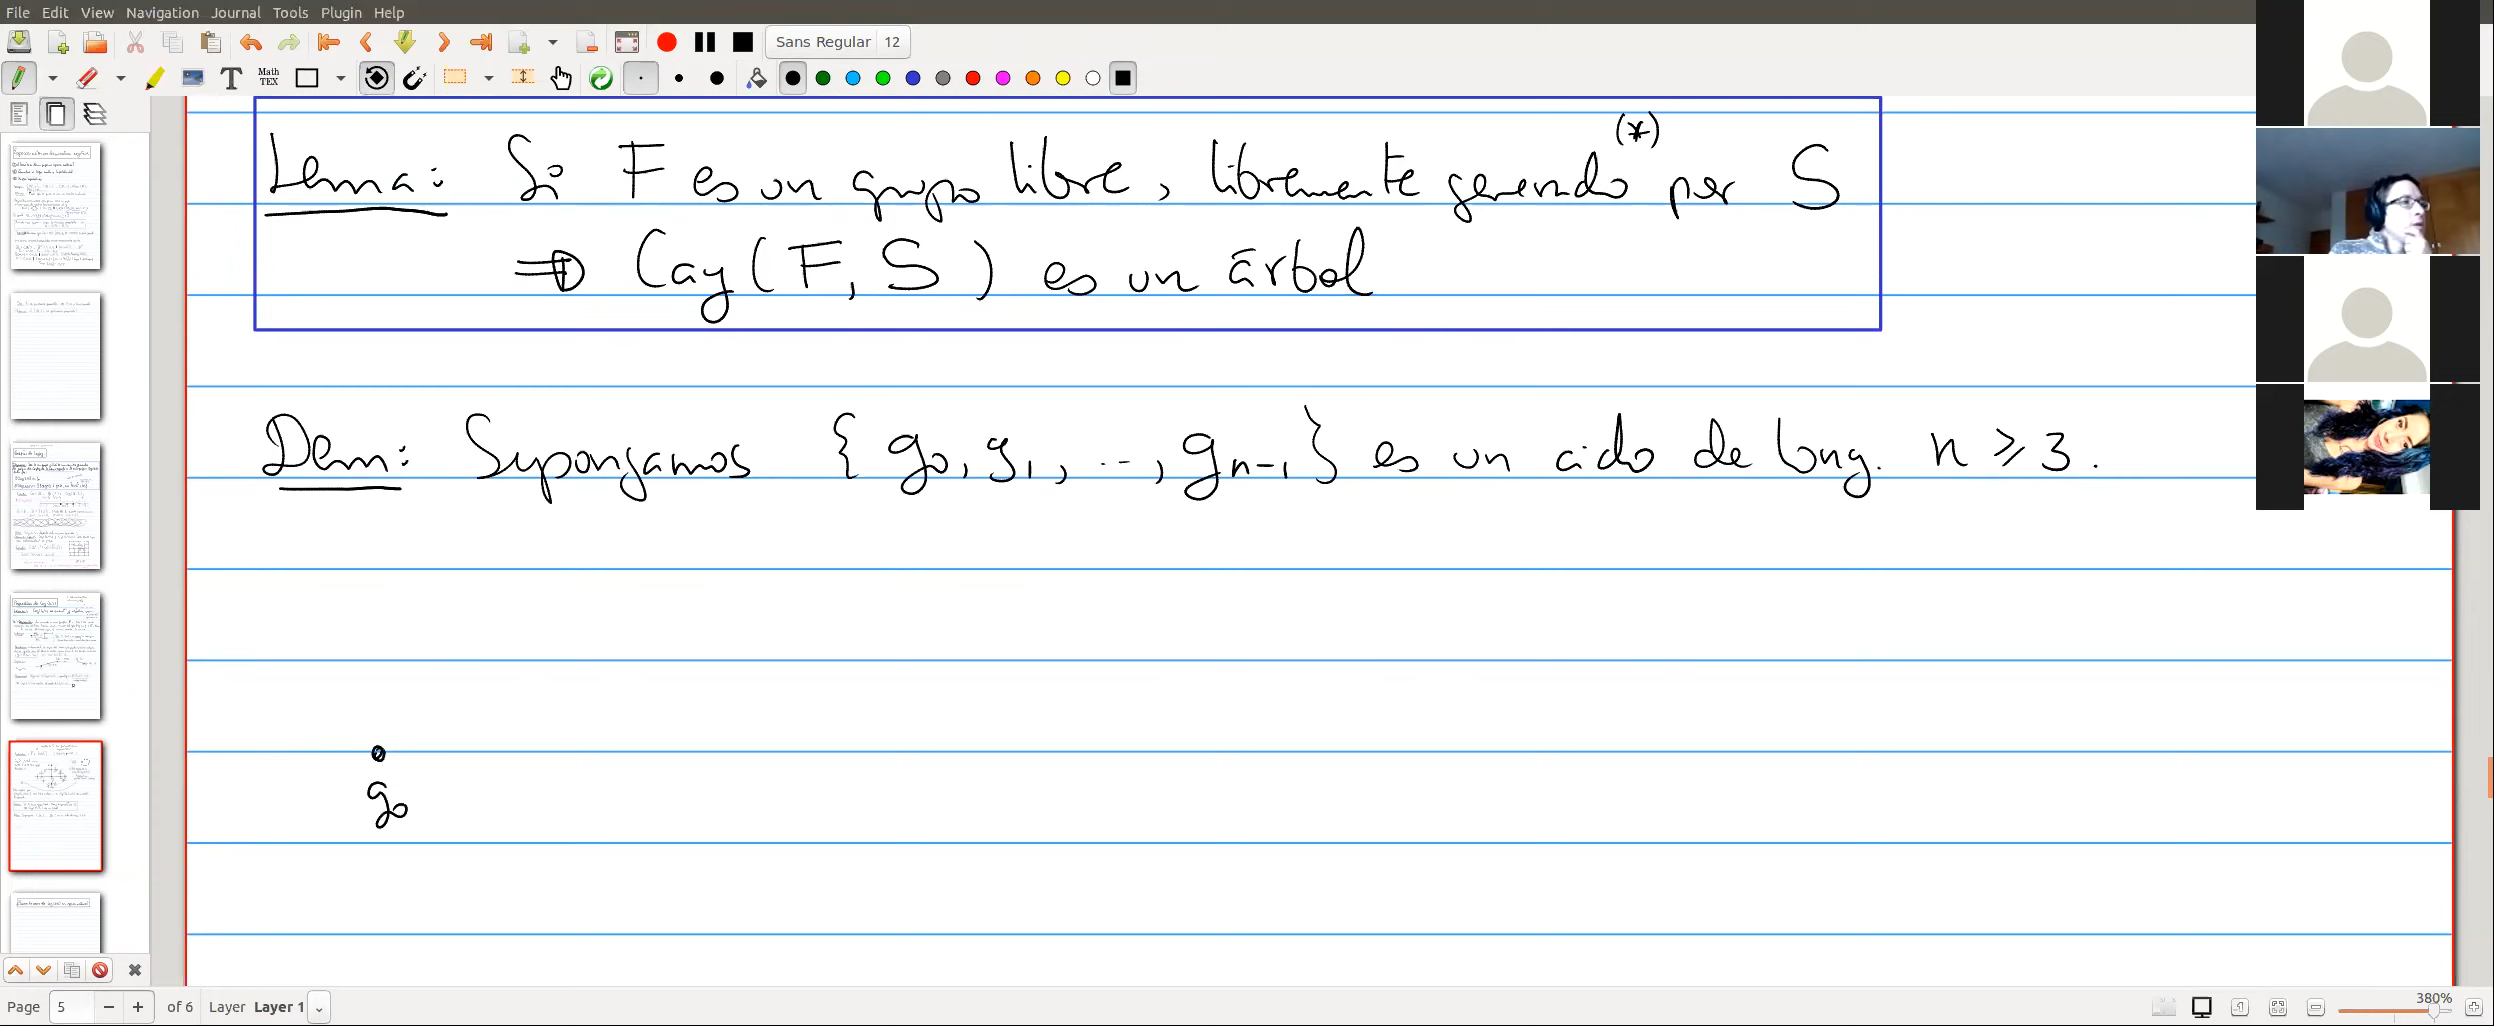 File Edit View Navigation Journal Tools Plugin Help
Sans Regular 12
Math TEX
(*)
Lema: Si F es un grupo libre, libremente generado por S
⇒ Cay(F, S) es un árbol
Dem: Supongamos {g0, g1, ..., gn-1} es un ciclo de long. n ≥ 3.
g0
Page 5 of 6 Layer Layer 1
380%